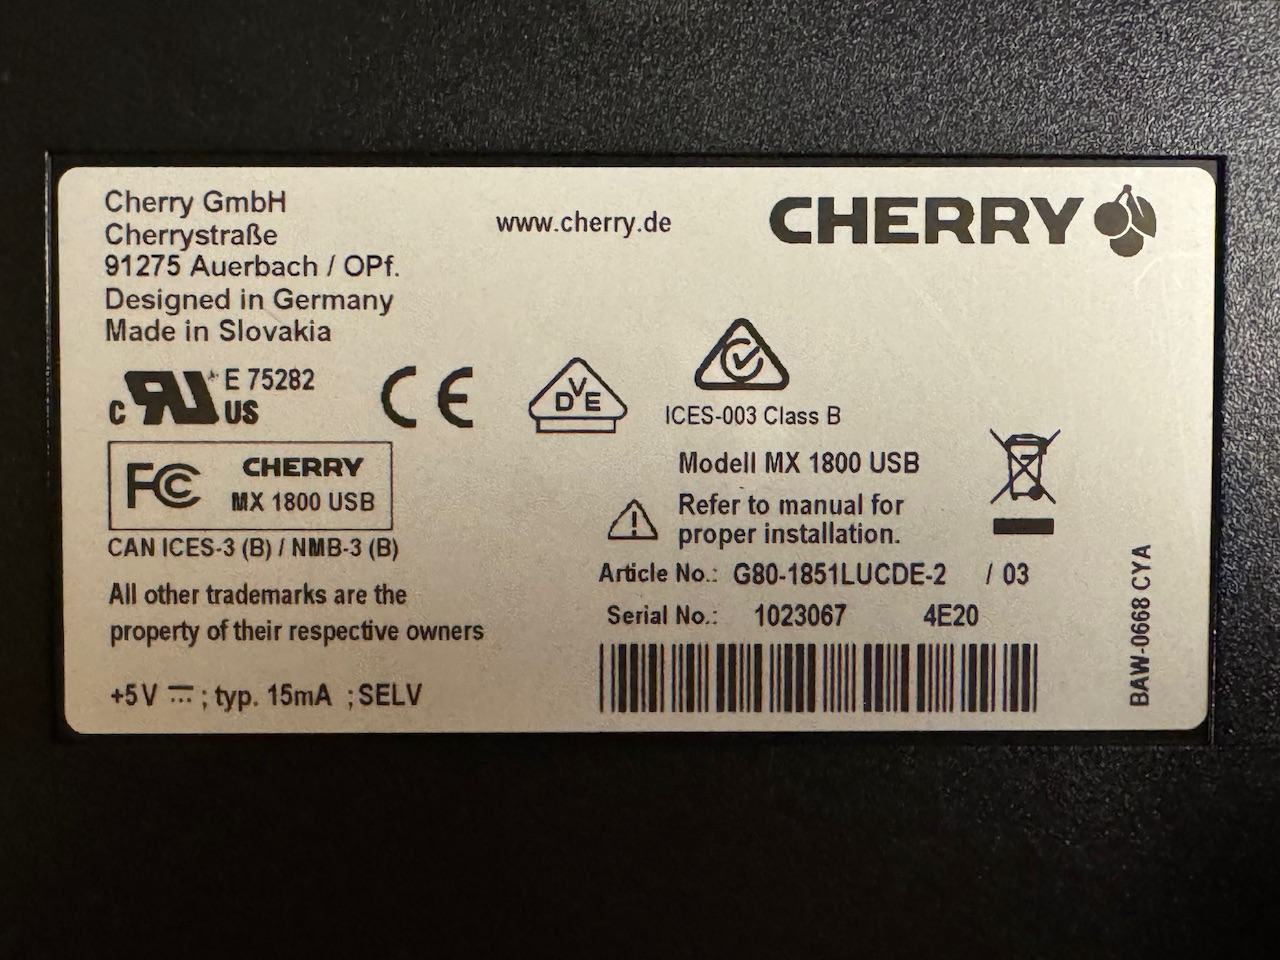 Cherry GmbH
Cherrystraße
91275 Auerbach / OPf.
Designed in Germany
Made in Slovakia
www.cherry.de
CHERRY
c RU US E 75282
CE
VDE
ICES-003 Class B
FC CHERRY
MX 1800 USB
CAN ICES-3 (B) / NMB-3 (B)
All other trademarks are the
property of their respective owners
+5V ⎓ ; typ. 15mA ; SELV
Modell MX 1800 USB
Refer to manual for
proper installation.
Article No.: G80-1851LUCDE-2 / 03
Serial No.: 1023067 4E20
BAW-0668 CYA